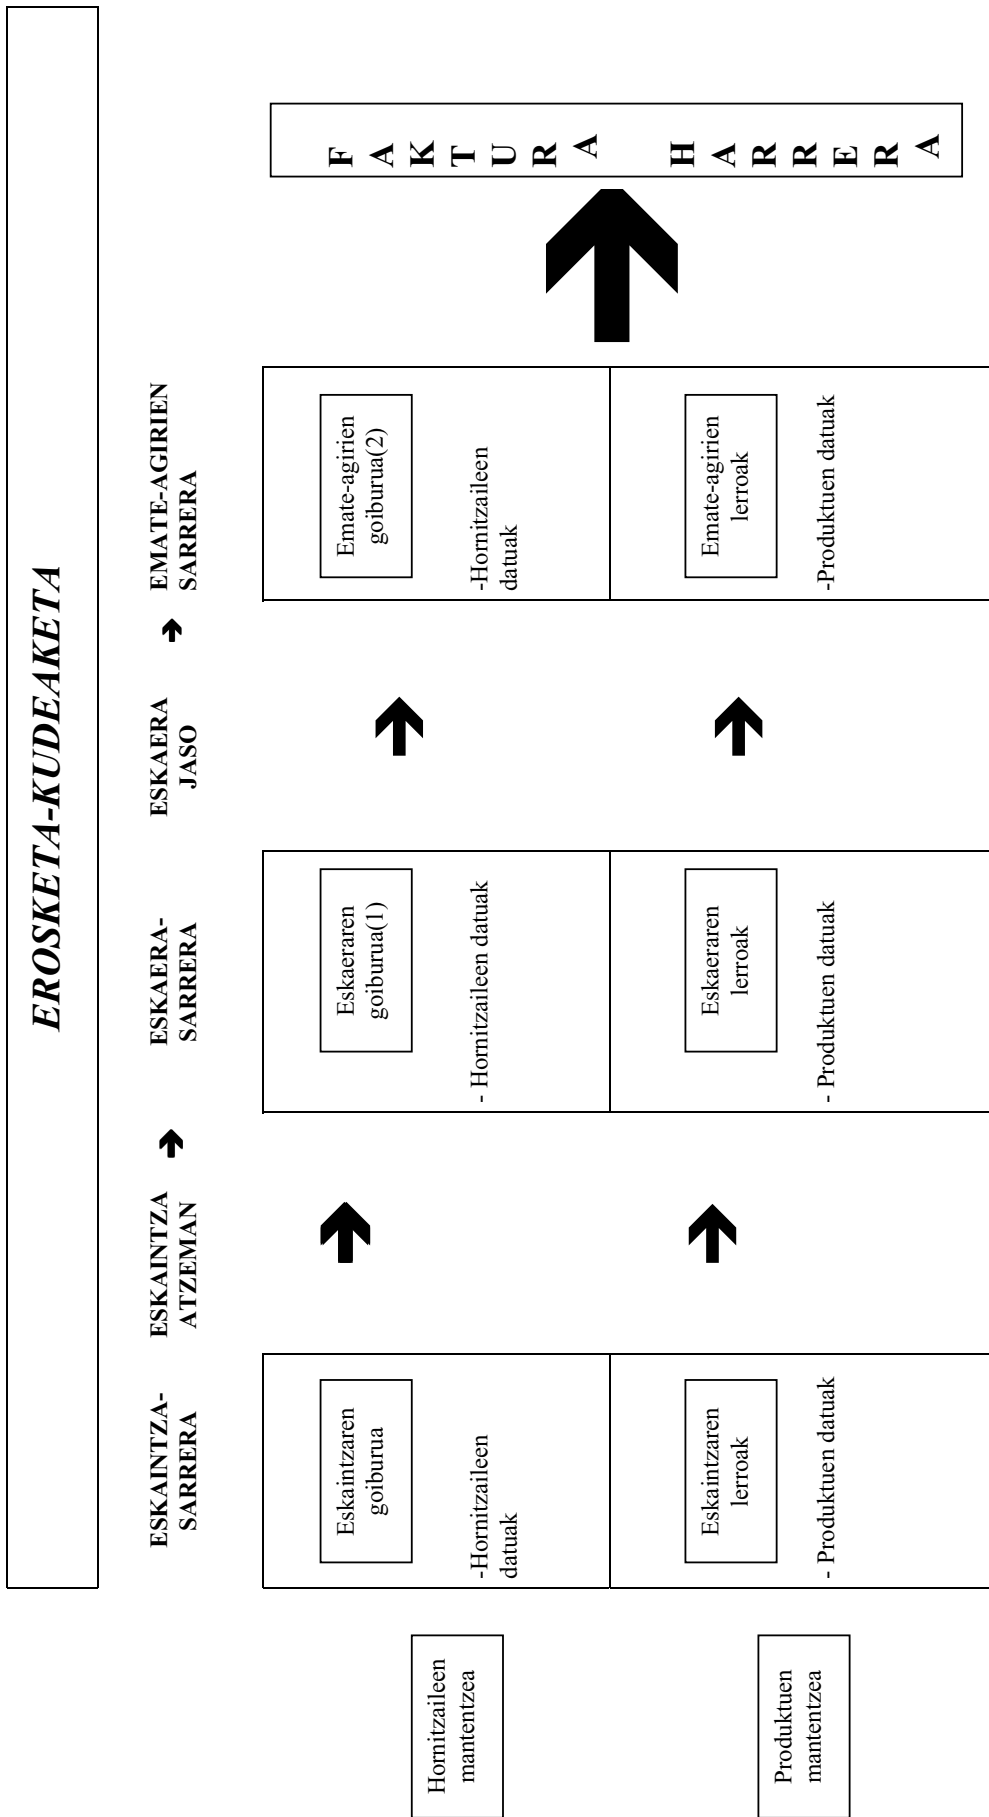 EROSKETA-KUDEAKETA
ESKAINTZA-
SARRERA
ESKAINTZA
ATZEMAN
ESKAERA-
SARRERA
ESKAERA
JASO
EMATE-AGIRIEN
SARRERA
Hornitzaileen
mantentzea
Eskaintzaren
goiburua
-Hornitzaileen
datuak
Eskaeraren
goiburua(1)
- Hornitzaileen datuak
Emate-agirien
goiburua(2)
-Hornitzaileen
datuak
Produktuen
mantentzea
Eskaintzaren
lerroak
- Produktuen datuak
Eskaeraren
lerroak
- Produktuen datuak
Emate-agirien
lerroak
-Produktuen datuak
F
A
K
T
U
R
A
H
A
R
R
E
R
A